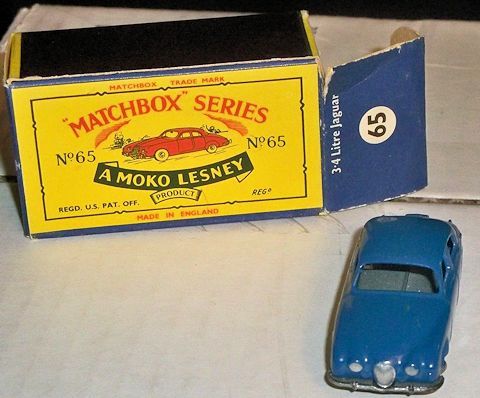 MATCHBOX TRADE MARK
"MATCHBOX" SERIES
No65 No65
A MOKO LESNEY
PRODUCT
REGD. U.S. PAT. OFF. REGD
MADE IN ENGLAND
3·4 Litre Jaguar
65